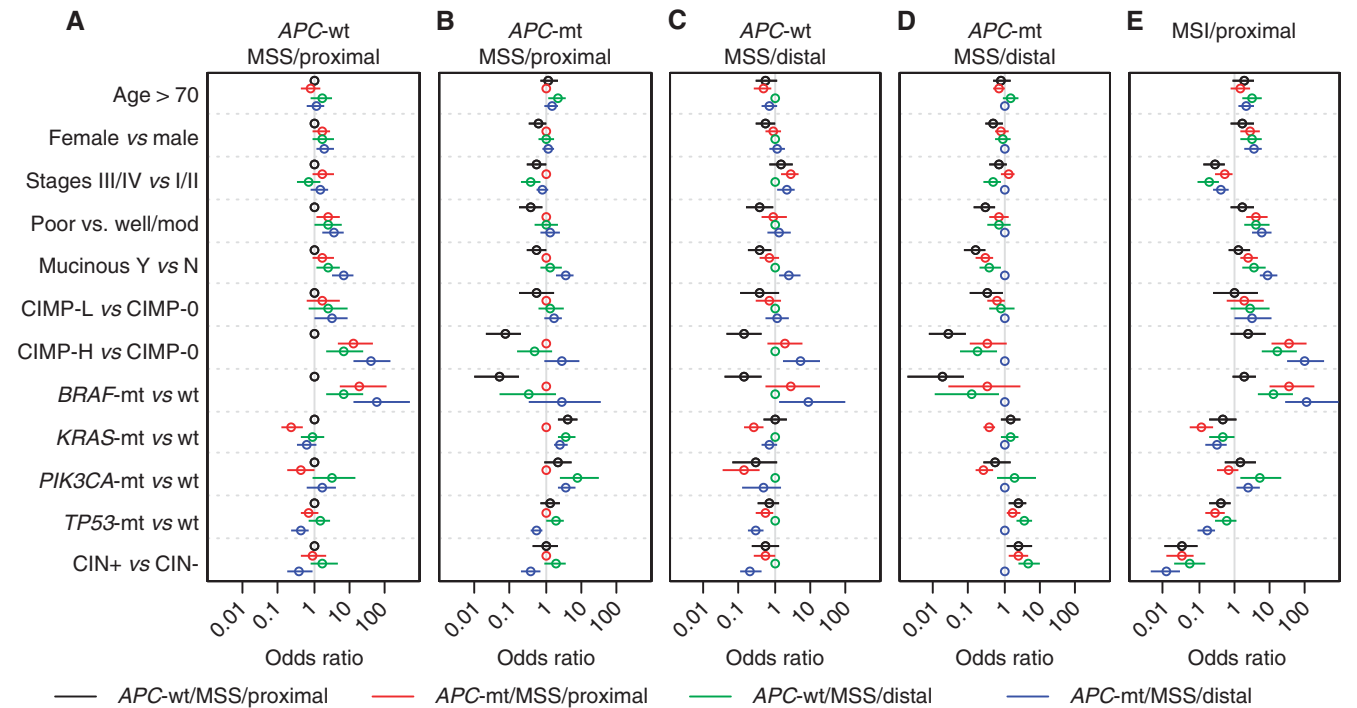 A
APC-wt
MSS/proximal
B
APC-mt
MSS/proximal
C
APC-wt
MSS/distal
D
APC-mt
MSS/distal
E
MSI/proximal
Age > 70
Female vs male
Stages III/IV vs I/II
Poor vs. well/mod
Mucinous Y vs N
CIMP-L vs CIMP-0
CIMP-H vs CIMP-0
BRAF-mt vs wt
KRAS-mt vs wt
PIK3CA-mt vs wt
TP53-mt vs wt
CIN+ vs CIN-
0.01 0.1 1 10 100
0.01 0.1 1 10 100
0.01 0.1 1 10 100
0.01 0.1 1 10 100
0.01 0.1 1 10 100
Odds ratio
Odds ratio
Odds ratio
Odds ratio
Odds ratio
APC-wt/MSS/proximal
APC-mt/MSS/proximal
APC-wt/MSS/distal
APC-mt/MSS/distal